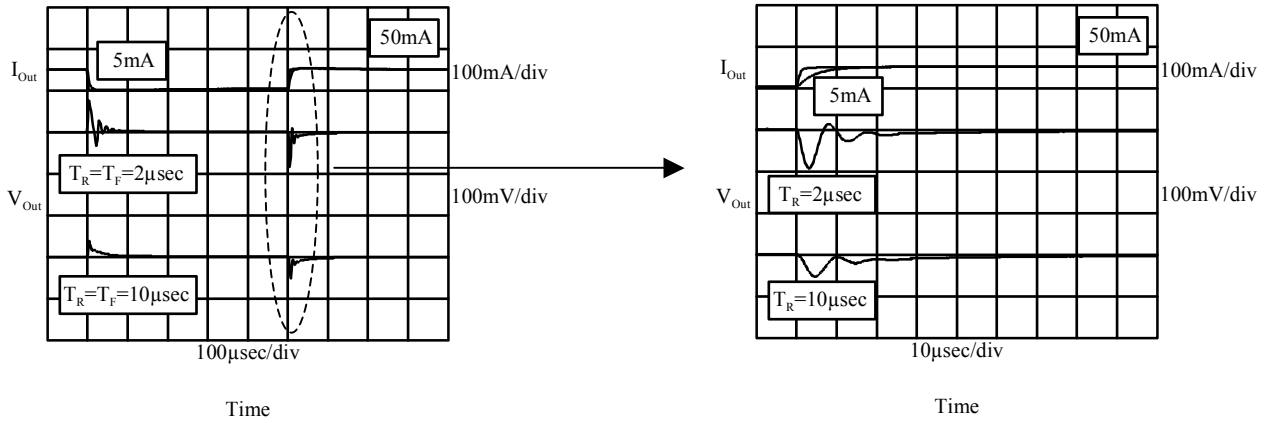 50mA
5mA
I_Out
100mA/div
T_R=T_F=2µsec
V_Out
100mV/div
T_R=T_F=10µsec
100µsec/div
Time
50mA
I_Out
100mA/div
5mA
T_R=2µsec
V_Out
100mV/div
T_R=10µsec
10µsec/div
Time